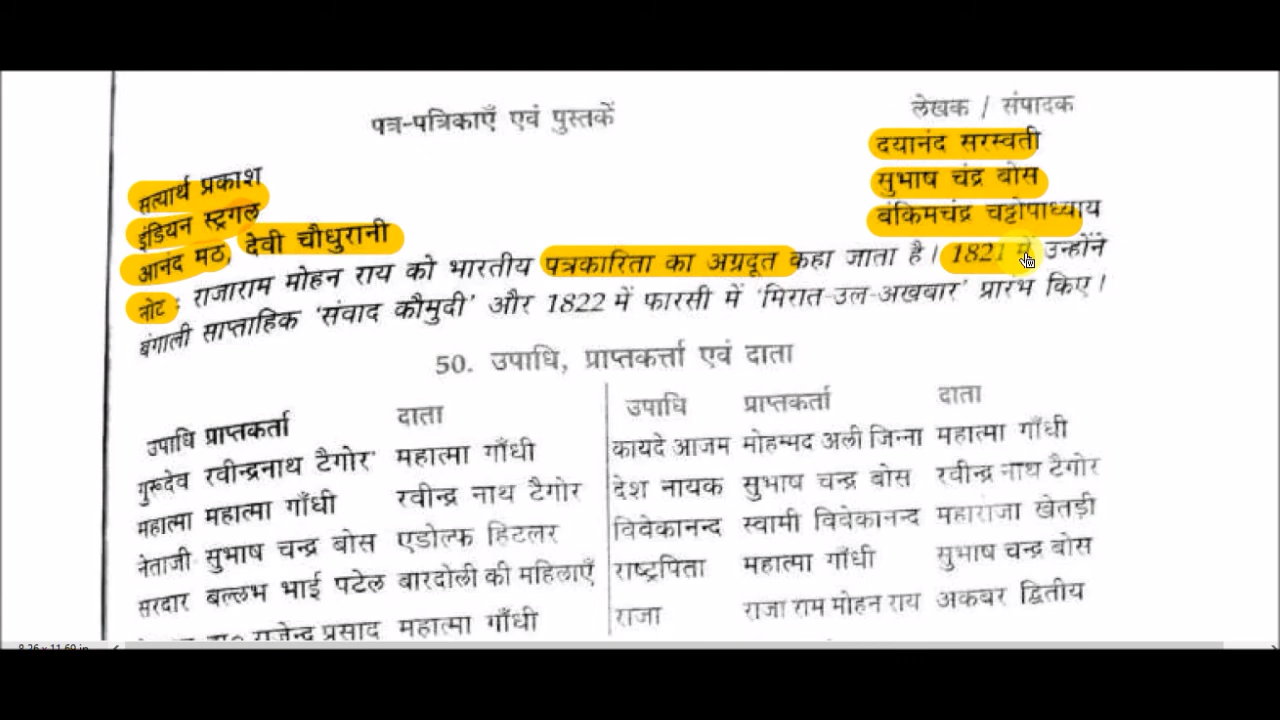 पत्र-पत्रिकाएँ एवं पुस्तकें लेखक / संपादक
सत्यार्थ प्रकाश दयानंद सरस्वती
इंडियन स्ट्रगल सुभाष चंद्र बोस
आनंद मठ, देवी चौधुरानी बंकिमचंद्र चट्टोपाध्याय
नोट : राजाराम मोहन राय को भारतीय पत्रकारिता का अग्रदूत कहा जाता है। 1821 में उन्होंने
बंगाली साप्ताहिक 'संवाद कौमुदी' और 1822 में फारसी में 'मिरात-उल-अखबार' प्रारंभ किए।
50. उपाधि, प्राप्तकर्त्ता एवं दाता
उपाधि प्राप्तकर्ता दाता
गुरूदेव रवीन्द्रनाथ टैगोर महात्मा गाँधी
महात्मा महात्मा गाँधी रवीन्द्र नाथ टैगोर
नेताजी सुभाष चन्द्र बोस एडोल्फ हिटलर
सरदार बल्लभ भाई पटेल बारदोली की महिलाएँ
राजेन्द्र प्रसाद महात्मा गाँधी
उपाधि प्राप्तकर्ता दाता
कायदे आजम मोहम्मद अली जिन्ना महात्मा गाँधी
देश नायक सुभाष चन्द्र बोस रवीन्द्र नाथ टैगोर
विवेकानन्द स्वामी विवेकानन्द महाराजा खेतड़ी
राष्ट्रपिता महात्मा गाँधी सुभाष चन्द्र बोस
राजा राजा राम मोहन राय अकबर द्वितीय